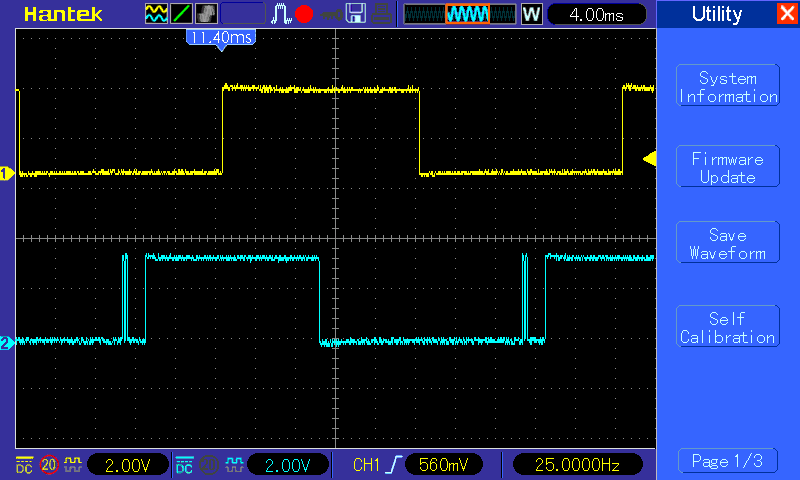 Hantek
W
4.00ms
Utility
11.40ms
System
Information
Firmware
Update
1
Save
Waveform
Self
Calibration
2
DC
20
2.00V
DC
20
2.00V
CH1
560mV
25.0000Hz
Page 1/3